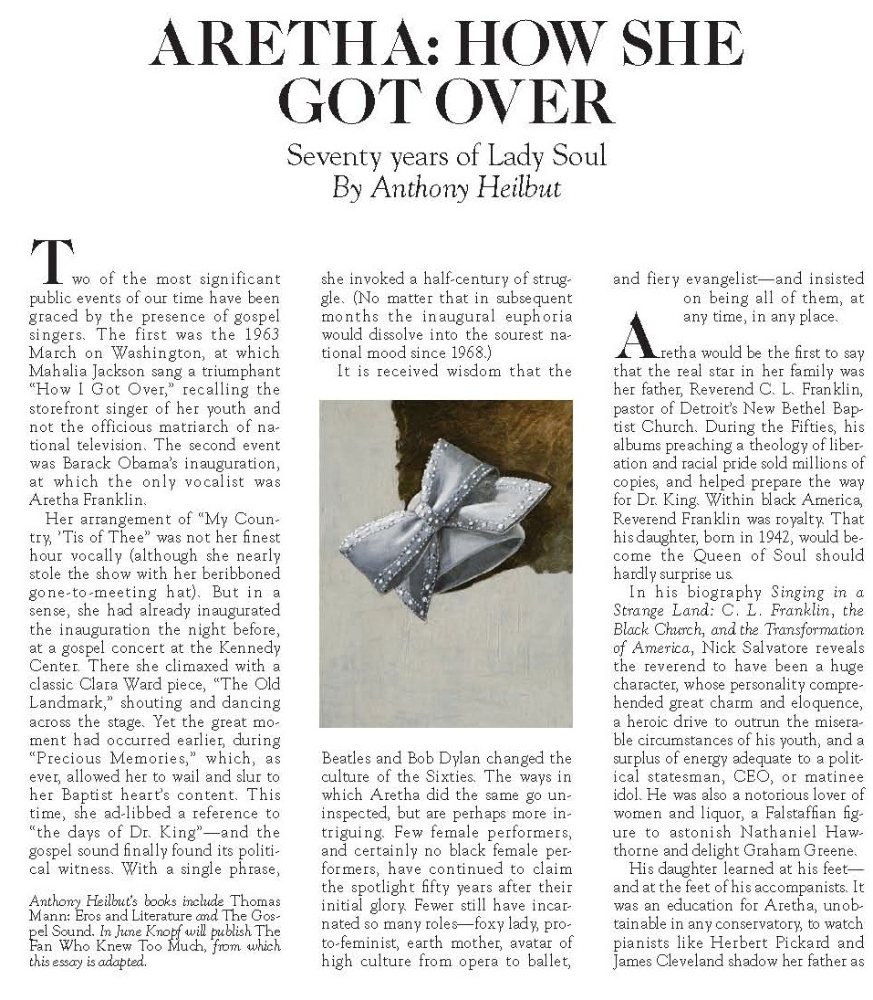 ARETHA: HOW SHE
GOT OVER
Seventy years of Lady Soul
By Anthony Heilbut
Two of the most significant
public events of our time have been
graced by the presence of gospel
singers. The first was the 1963
March on Washington, at which
Mahalia Jackson sang a triumphant
“How I Got Over,” recalling the
storefront singer of her youth and
not the officious matriarch of na-
tional television. The second event
was Barack Obama’s inauguration,
at which the only vocalist was
Aretha Franklin.
Her arrangement of “My Coun-
try, ’Tis of Thee” was not her finest
hour vocally (although she nearly
stole the show with her beribboned
gone-to-meeting hat). But in a
sense, she had already inaugurated
the inauguration the night before,
at a gospel concert at the Kennedy
Center. There she climaxed with a
classic Clara Ward piece, “The Old
Landmark,” shouting and dancing
across the stage. Yet the great mo-
ment had occurred earlier, during
“Precious Memories,” which, as
ever, allowed her to wail and slur to
her Baptist heart’s content. This
time, she ad-libbed a reference to
“the days of Dr. King”—and the
gospel sound finally found its politi-
cal witness. With a single phrase,
Anthony Heilbut’s books include Thomas
Mann: Eros and Literature and The Gos-
pel Sound. In June Knopf will publish The
Fan Who Knew Too Much, from which
this essay is adapted.
she invoked a half-century of strug-
gle. (No matter that in subsequent
months the inaugural euphoria
would dissolve into the sourest na-
tional mood since 1968.)
It is received wisdom that the
Beatles and Bob Dylan changed the
culture of the Sixties. The ways in
which Aretha did the same go un-
inspected, but are perhaps more in-
triguing. Few female performers,
and certainly no black female per-
formers, have continued to claim
the spotlight fifty years after their
initial glory. Fewer still have incar-
nated so many roles—foxy lady, pro-
to-feminist, earth mother, avatar of
high culture from opera to ballet,
and fiery evangelist—and insisted
on being all of them, at
any time, in any place.
Aretha would be the first to say
that the real star in her family was
her father, Reverend C. L. Franklin,
pastor of Detroit’s New Bethel Bap-
tist Church. During the Fifties, his
albums preaching a theology of liber-
ation and racial pride sold millions of
copies, and helped prepare the way
for Dr. King. Within black America,
Reverend Franklin was royalty. That
his daughter, born in 1942, would be-
come the Queen of Soul should
hardly surprise us.
In his biography Singing in a
Strange Land: C. L. Franklin, the
Black Church, and the Transformation
of America, Nick Salvatore reveals
the reverend to have been a huge
character, whose personality compre-
hended great charm and eloquence,
a heroic drive to outrun the misera-
ble circumstances of his youth, and a
surplus of energy adequate to a polit-
ical statesman, CEO, or matinee
idol. He was also a notorious lover of
women and liquor, a Falstaffian fig-
ure to astonish Nathaniel Haw-
thorne and delight Graham Greene.
His daughter learned at his feet—
and at the feet of his accompanists. It
was an education for Aretha, unob-
tainable in any conservatory, to watch
pianists like Herbert Pickard and
James Cleveland shadow her father as